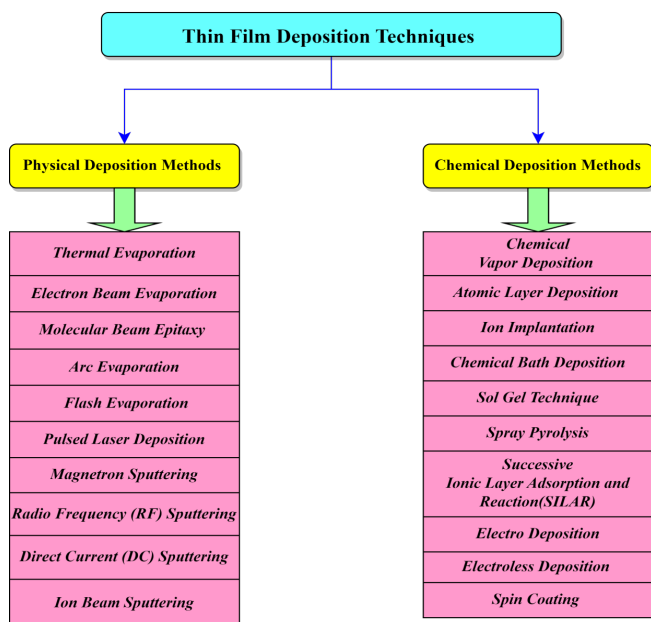 Thin Film Deposition Techniques
Physical Deposition Methods
Thermal Evaporation
Electron Beam Evaporation
Molecular Beam Epitaxy
Arc Evaporation
Flash Evaporation
Pulsed Laser Deposition
Magnetron Sputtering
Radio Frequency (RF) Sputtering
Direct Current (DC) Sputtering
Ion Beam Sputtering
Chemical Deposition Methods
Chemical
Vapor Deposition
Atomic Layer Deposition
Ion Implantation
Chemical Bath Deposition
Sol Gel Technique
Spray Pyrolysis
Successive
Ionic Layer Adsorption and
Reaction(SILAR)
Electro Deposition
Electroless Deposition
Spin Coating